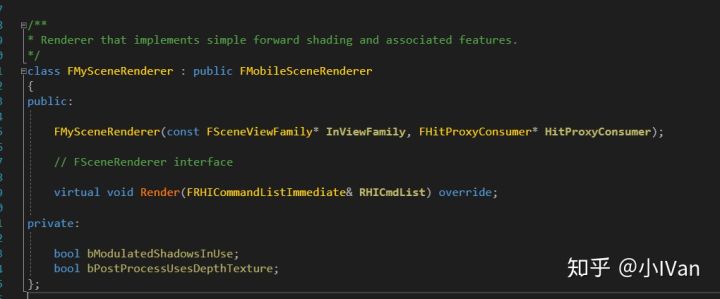 /**
* Renderer that implements simple forward shading and associated features.
*/
class FMySceneRenderer : public FMobileSceneRenderer
{
public:
FMySceneRenderer(const FSceneViewFamily* InViewFamily, FHitProxyConsumer* HitProxyConsumer);
// FSceneRenderer interface
virtual void Render(FRHICommandListImmediate& RHICmdList) override;
private:
bool bModulatedShadowsInUse;
bool bPostProcessUsesDepthTexture;
};
知乎 @小IVan